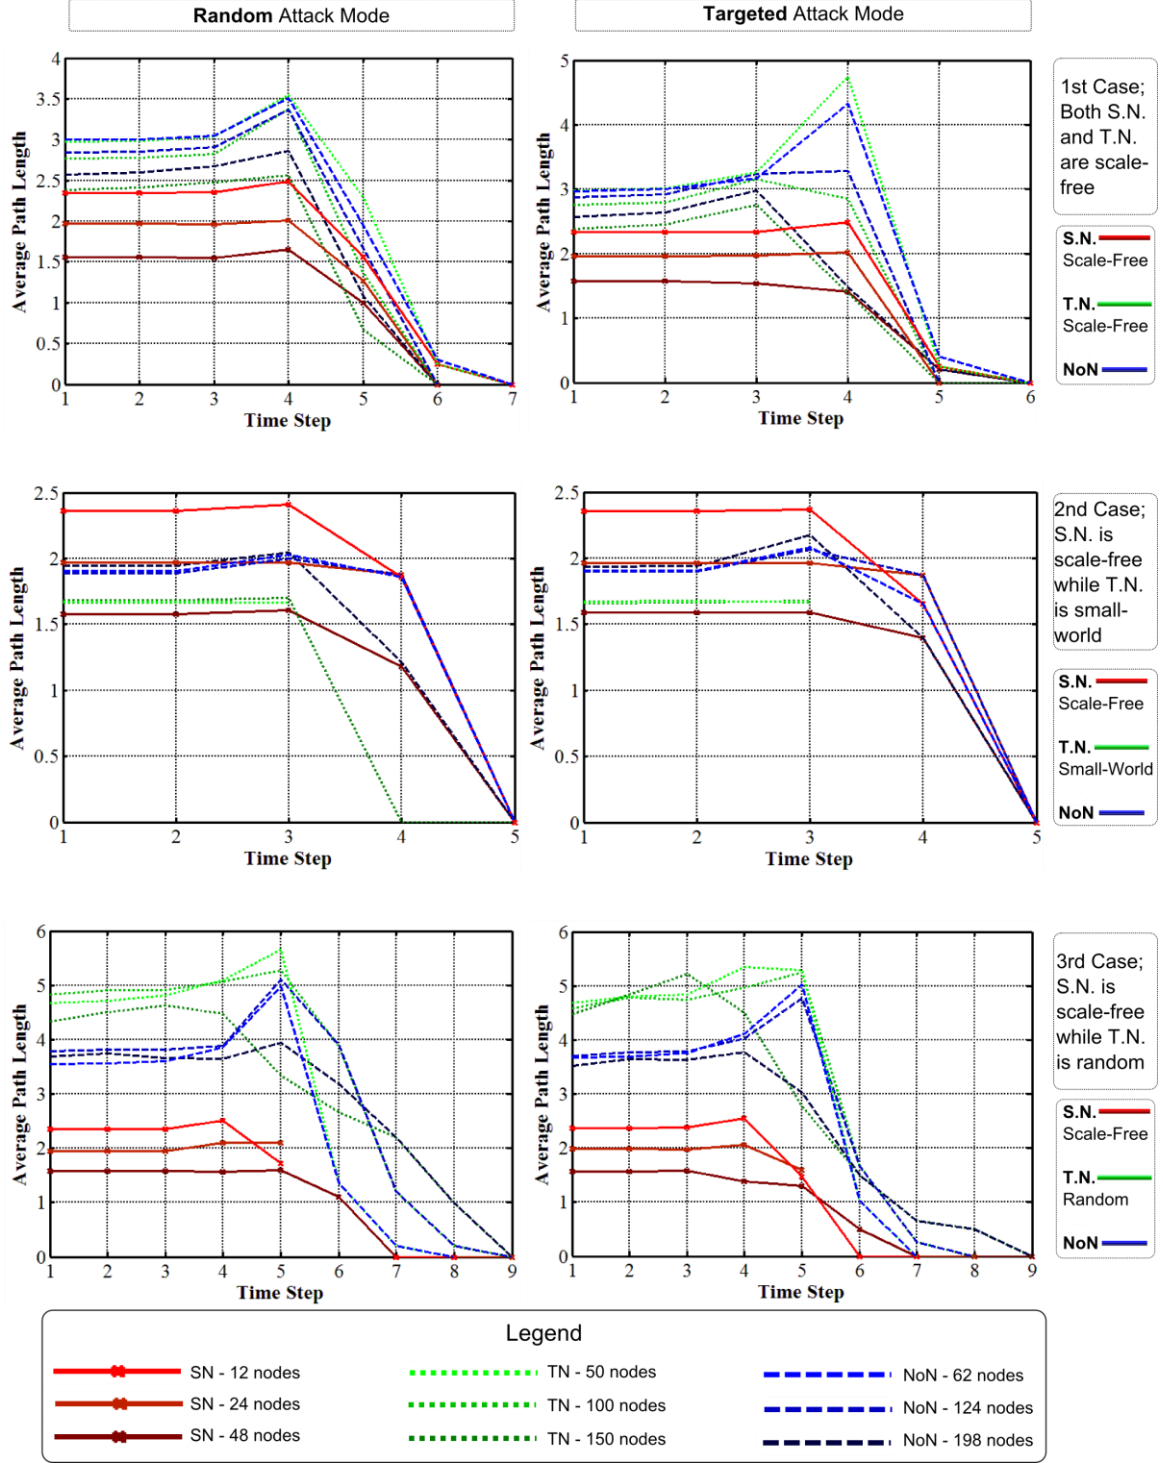 Random Attack Mode
Targeted Attack Mode
4
3.5
3
2.5
2
1.5
1
0.5
0
1 2 3 4 5 6 7
Average Path Length
Time Step
5
4
3
2
1
0
1 2 3 4 5 6
Average Path Length
Time Step
1st Case;
Both S.N.
and T.N.
are scale-
free
S.N.
Scale-Free
T.N.
Scale-Free
NoN
2.5
2
1.5
1
0.5
0
1 2 3 4 5
Average Path Length
Time Step
2.5
2
1.5
1
0.5
0
1 2 3 4 5
Average Path Length
Time Step
2nd Case;
S.N. is
scale-free
while T.N.
is small-
world
S.N.
Scale-Free
T.N.
Small-World
NoN
6
5
4
3
2
1
0
1 2 3 4 5 6 7 8 9
Average Path Length
Time Step
6
5
4
3
2
1
0
1 2 3 4 5 6 7 8 9
Average Path Length
Time Step
3rd Case;
S.N. is
scale-free
while T.N.
is random
S.N.
Scale-Free
T.N.
Random
NoN
Legend
SN - 12 nodes
TN - 50 nodes
NoN - 62 nodes
SN - 24 nodes
TN - 100 nodes
NoN - 124 nodes
SN - 48 nodes
TN - 150 nodes
NoN - 198 nodes